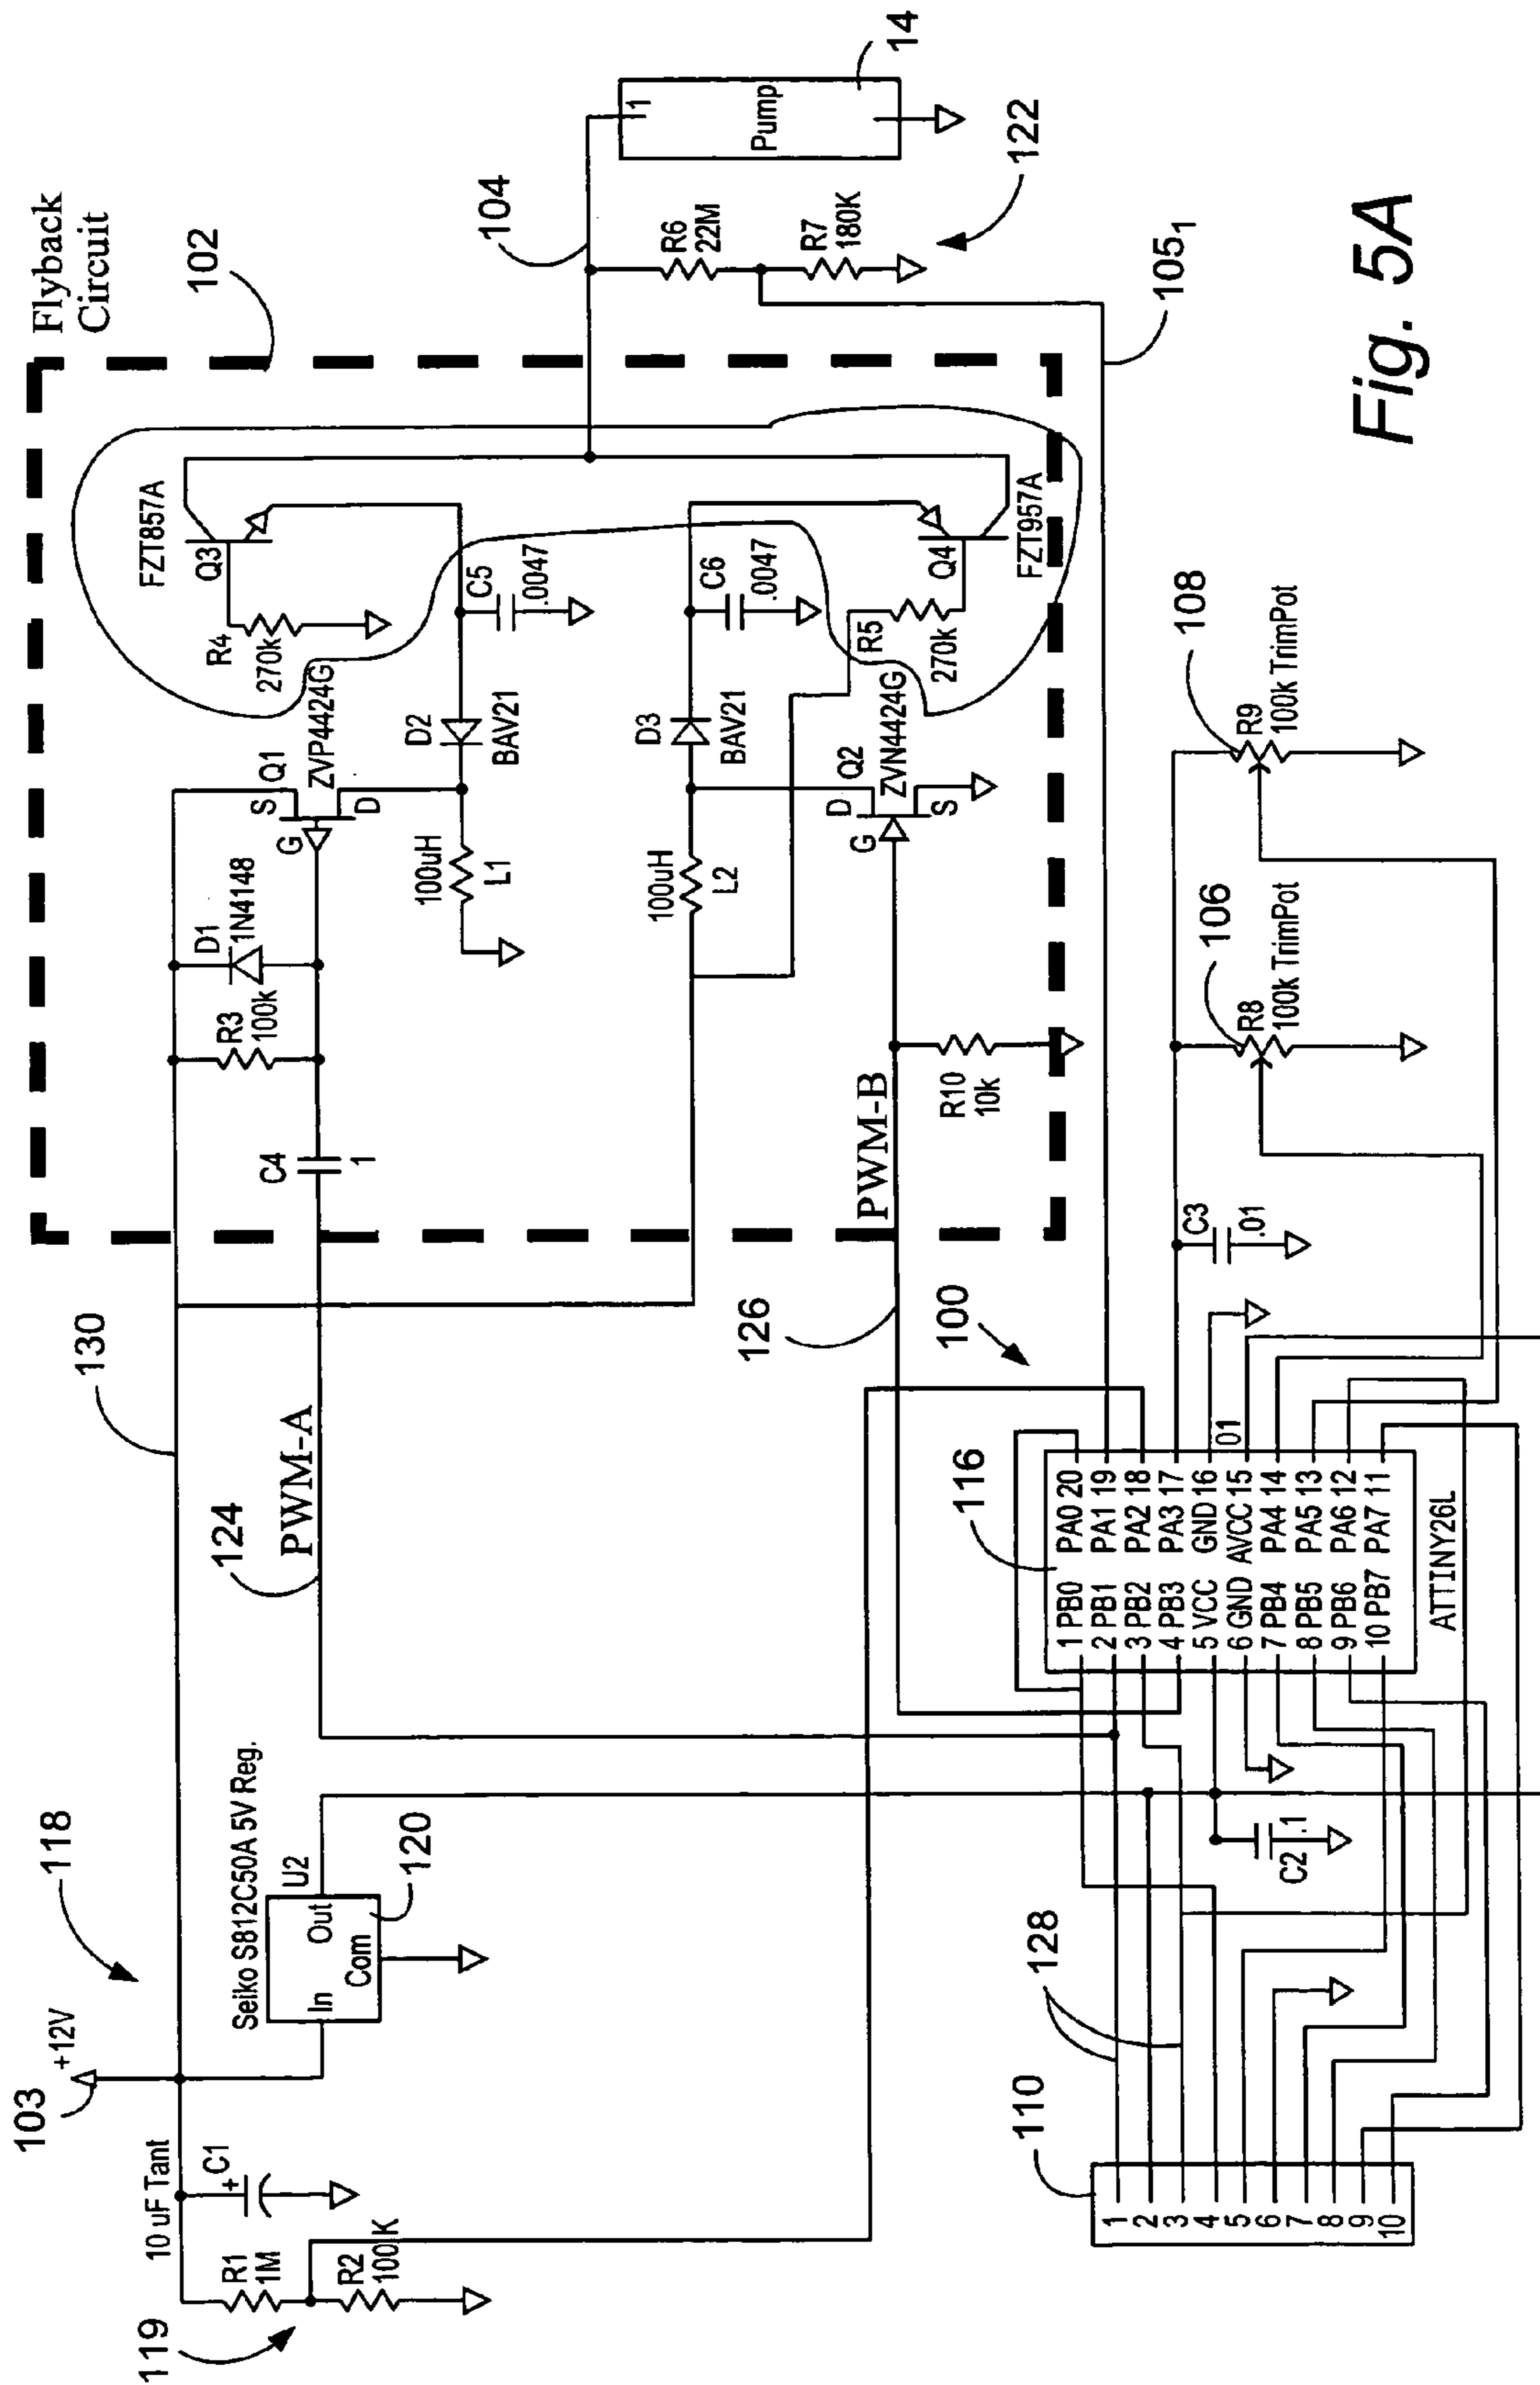 Flyback
Circuit
102
103
+12V
118
130
10 uF Tant
C1
+
R1
1M
R2
100K
119
Seiko S812C50A 5V Reg.
U2
In
Out
Com
120
124
PWM-A
C4
1
R3
100k
D1
1N4148
G
S
D
Q1
ZVP4424G
R4
270k
Q3
FZT857A
100uH
L1
D2
BAV21
C5
.0047
100uH
L2
D3
BAV21
C6
.0047
R5
270k
Q4
FZT957A
D
G
S
Q2
ZVN4424G
PWM-B
R10
10k
126
104
1
Pump
14
R6
22M
R7
180K
122
105₁
100
116
1 PB0 PA0 20
2 PB1 PA1 19
3 PB2 PA2 18
4 PB3 PA3 17
5 VCC GND 16
6 GND AVCC 15
7 PB4 PA4 14
8 PB5 PA5 13
9 PB6 PA6 12
10 PB7 PA7 11
01
ATTINY26L
C2
.1
C3
.01
106
R8
100k TrimPot
108
R9
100k TrimPot
110
128
1
2
3
4
5
6
7
8
9
10
Fig. 5A